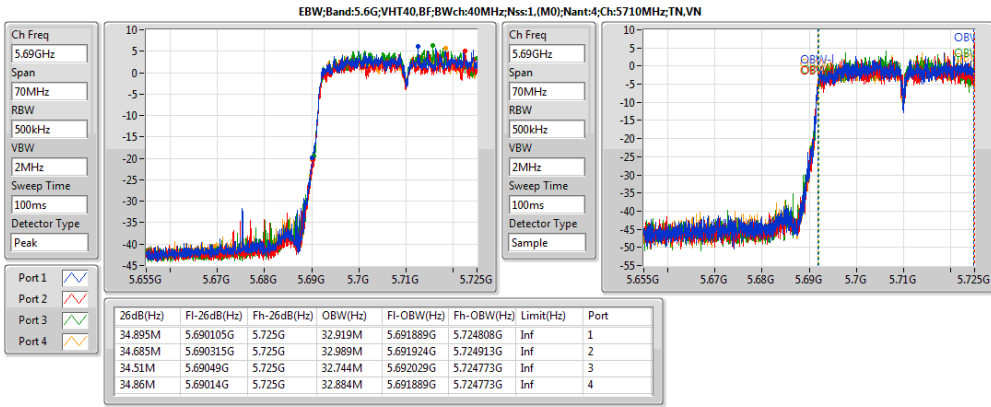 EBW;Band:5.6G;VHT40,BF;BWch:40MHz;Nss:1,(M0);Nant:4;Ch:5710MHz;TN,VN
Ch Freq
5.69GHz
Span
70MHz
RBW
500kHz
VBW
2MHz
Sweep Time
100ms
Detector Type
Peak
10
5
0
-5
-10
-15
-20
-25
-30
-35
-40
-45
5.655G 5.67G 5.68G 5.69G 5.7G 5.71G 5.725G
Ch Freq
5.69GHz
Span
70MHz
RBW
500kHz
VBW
2MHz
Sweep Time
100ms
Detector Type
Sample
10
5
0
-5
-10
-15
-20
-25
-30
-35
-40
-45
-50
-55
5.655G 5.67G 5.68G 5.69G 5.7G 5.71G 5.725G
Port 1
Port 2
Port 3
Port 4
26dB(Hz) Fl-26dB(Hz) Fh-26dB(Hz) OBW(Hz) Fl-OBW(Hz) Fh-OBW(Hz) Limit(Hz) Port
34.895M 5.690105G 5.725G 32.919M 5.691889G 5.724808G Inf 1
34.685M 5.690315G 5.725G 32.989M 5.691924G 5.724913G Inf 2
34.51M 5.69049G 5.725G 32.744M 5.692029G 5.724773G Inf 3
34.86M 5.69014G 5.725G 32.884M 5.691889G 5.724773G Inf 4